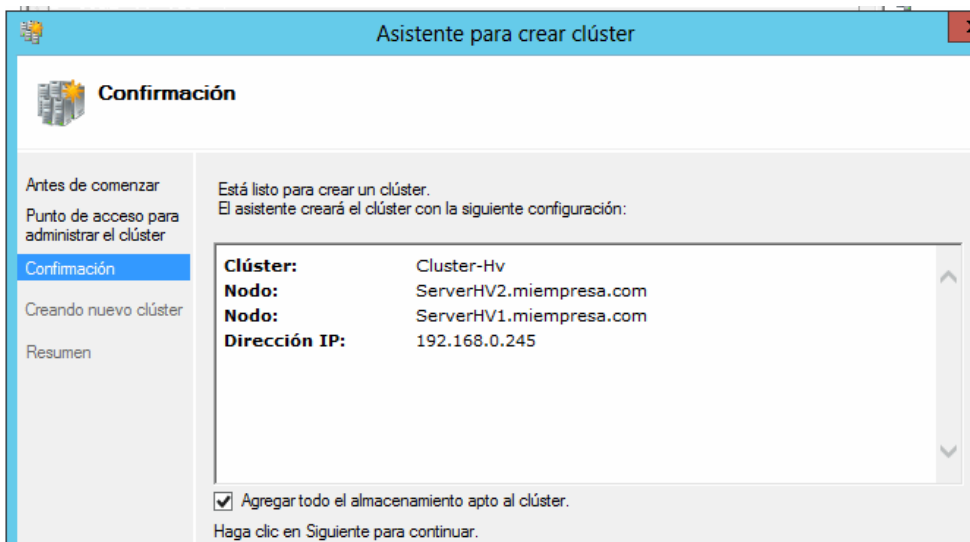 Asistente para crear clúster
Confirmación
Antes de comenzar
Punto de acceso para
administrar el clúster
Confirmación
Creando nuevo clúster
Resumen
Está listo para crear un clúster.
El asistente creará el clúster con la siguiente configuración:
Clúster: Cluster-Hv
Nodo: ServerHV2.miempresa.com
Nodo: ServerHV1.miempresa.com
Dirección IP: 192.168.0.245
Agregar todo el almacenamiento apto al clúster.
Haga clic en Siguiente para continuar.